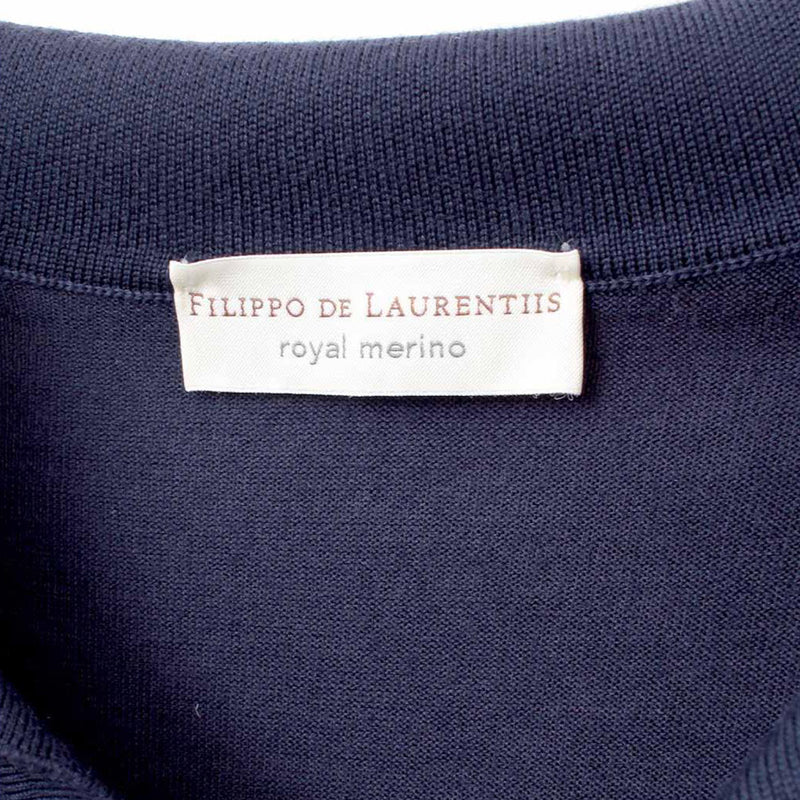 FILIPPO DE LAURENTIIS
royal merino